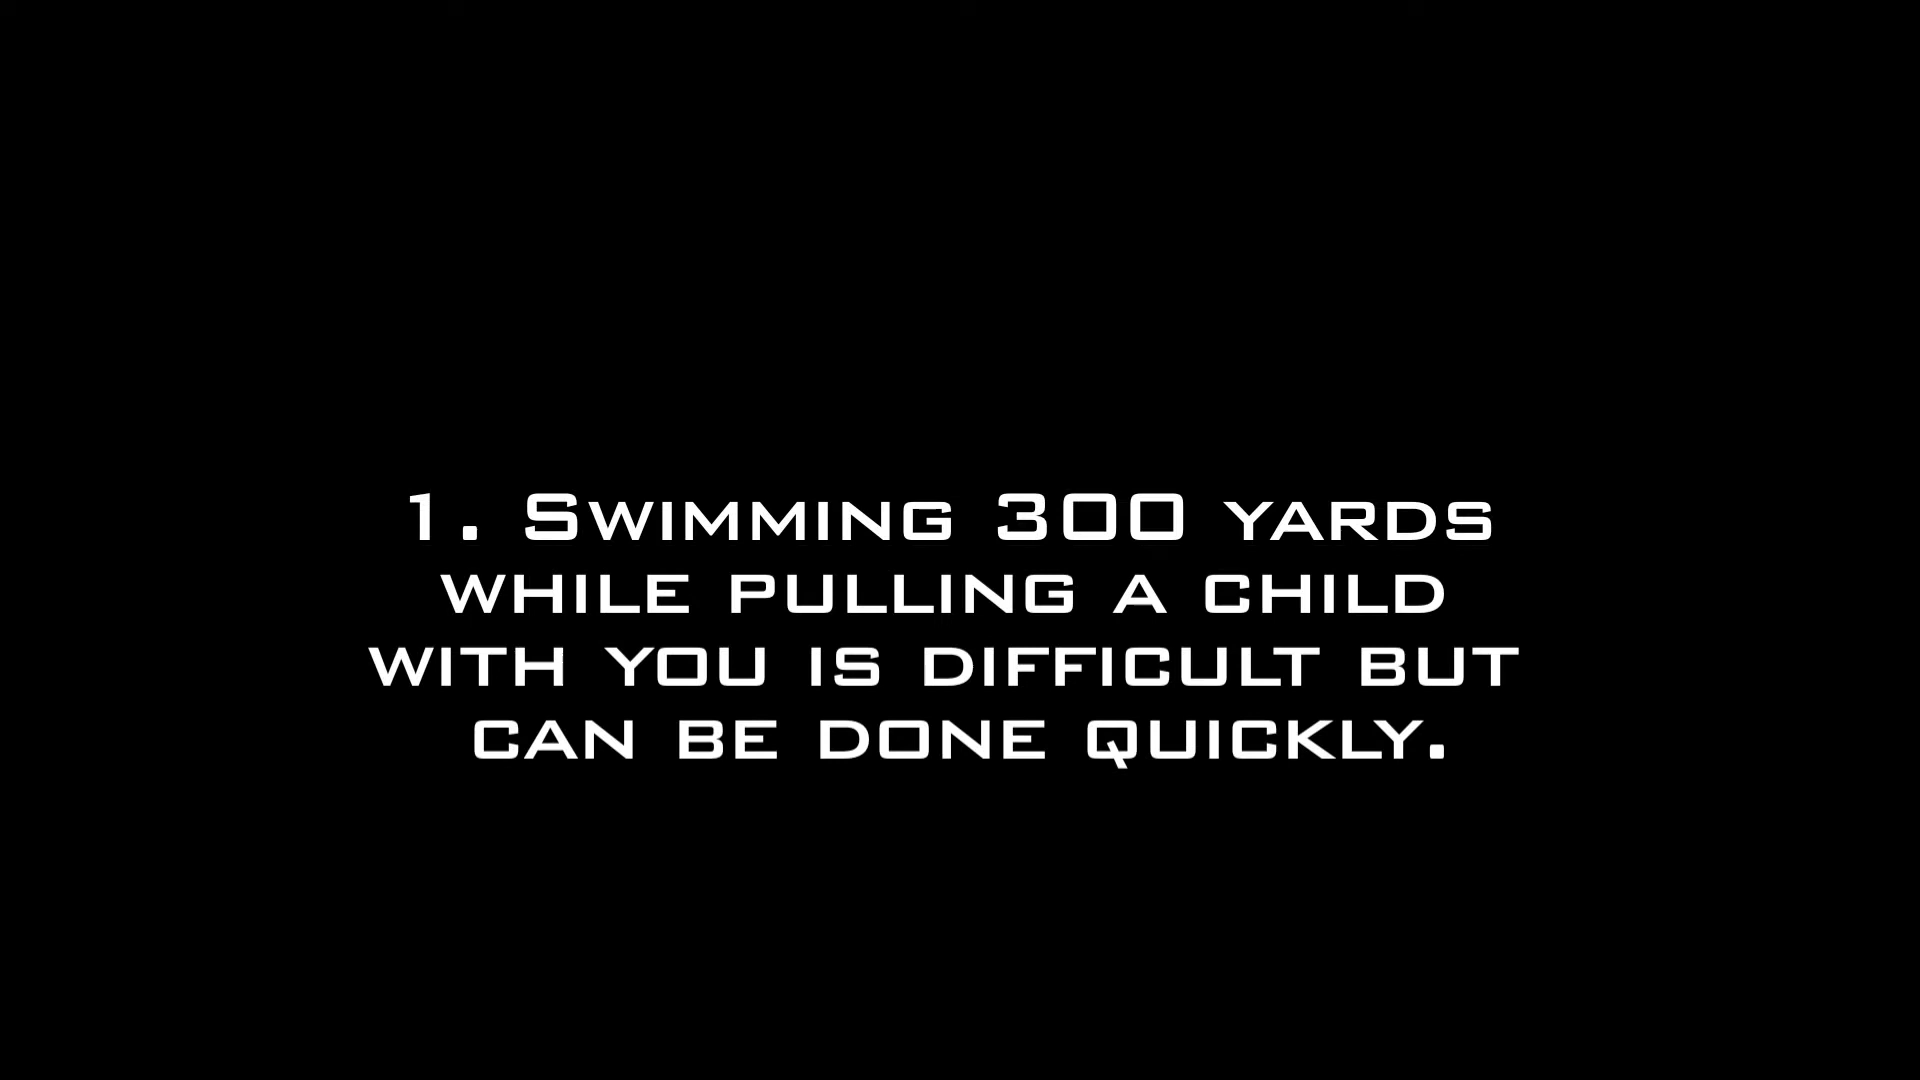 1. Swimming 300 yards
while pulling a child
with you is difficult but
can be done quickly.